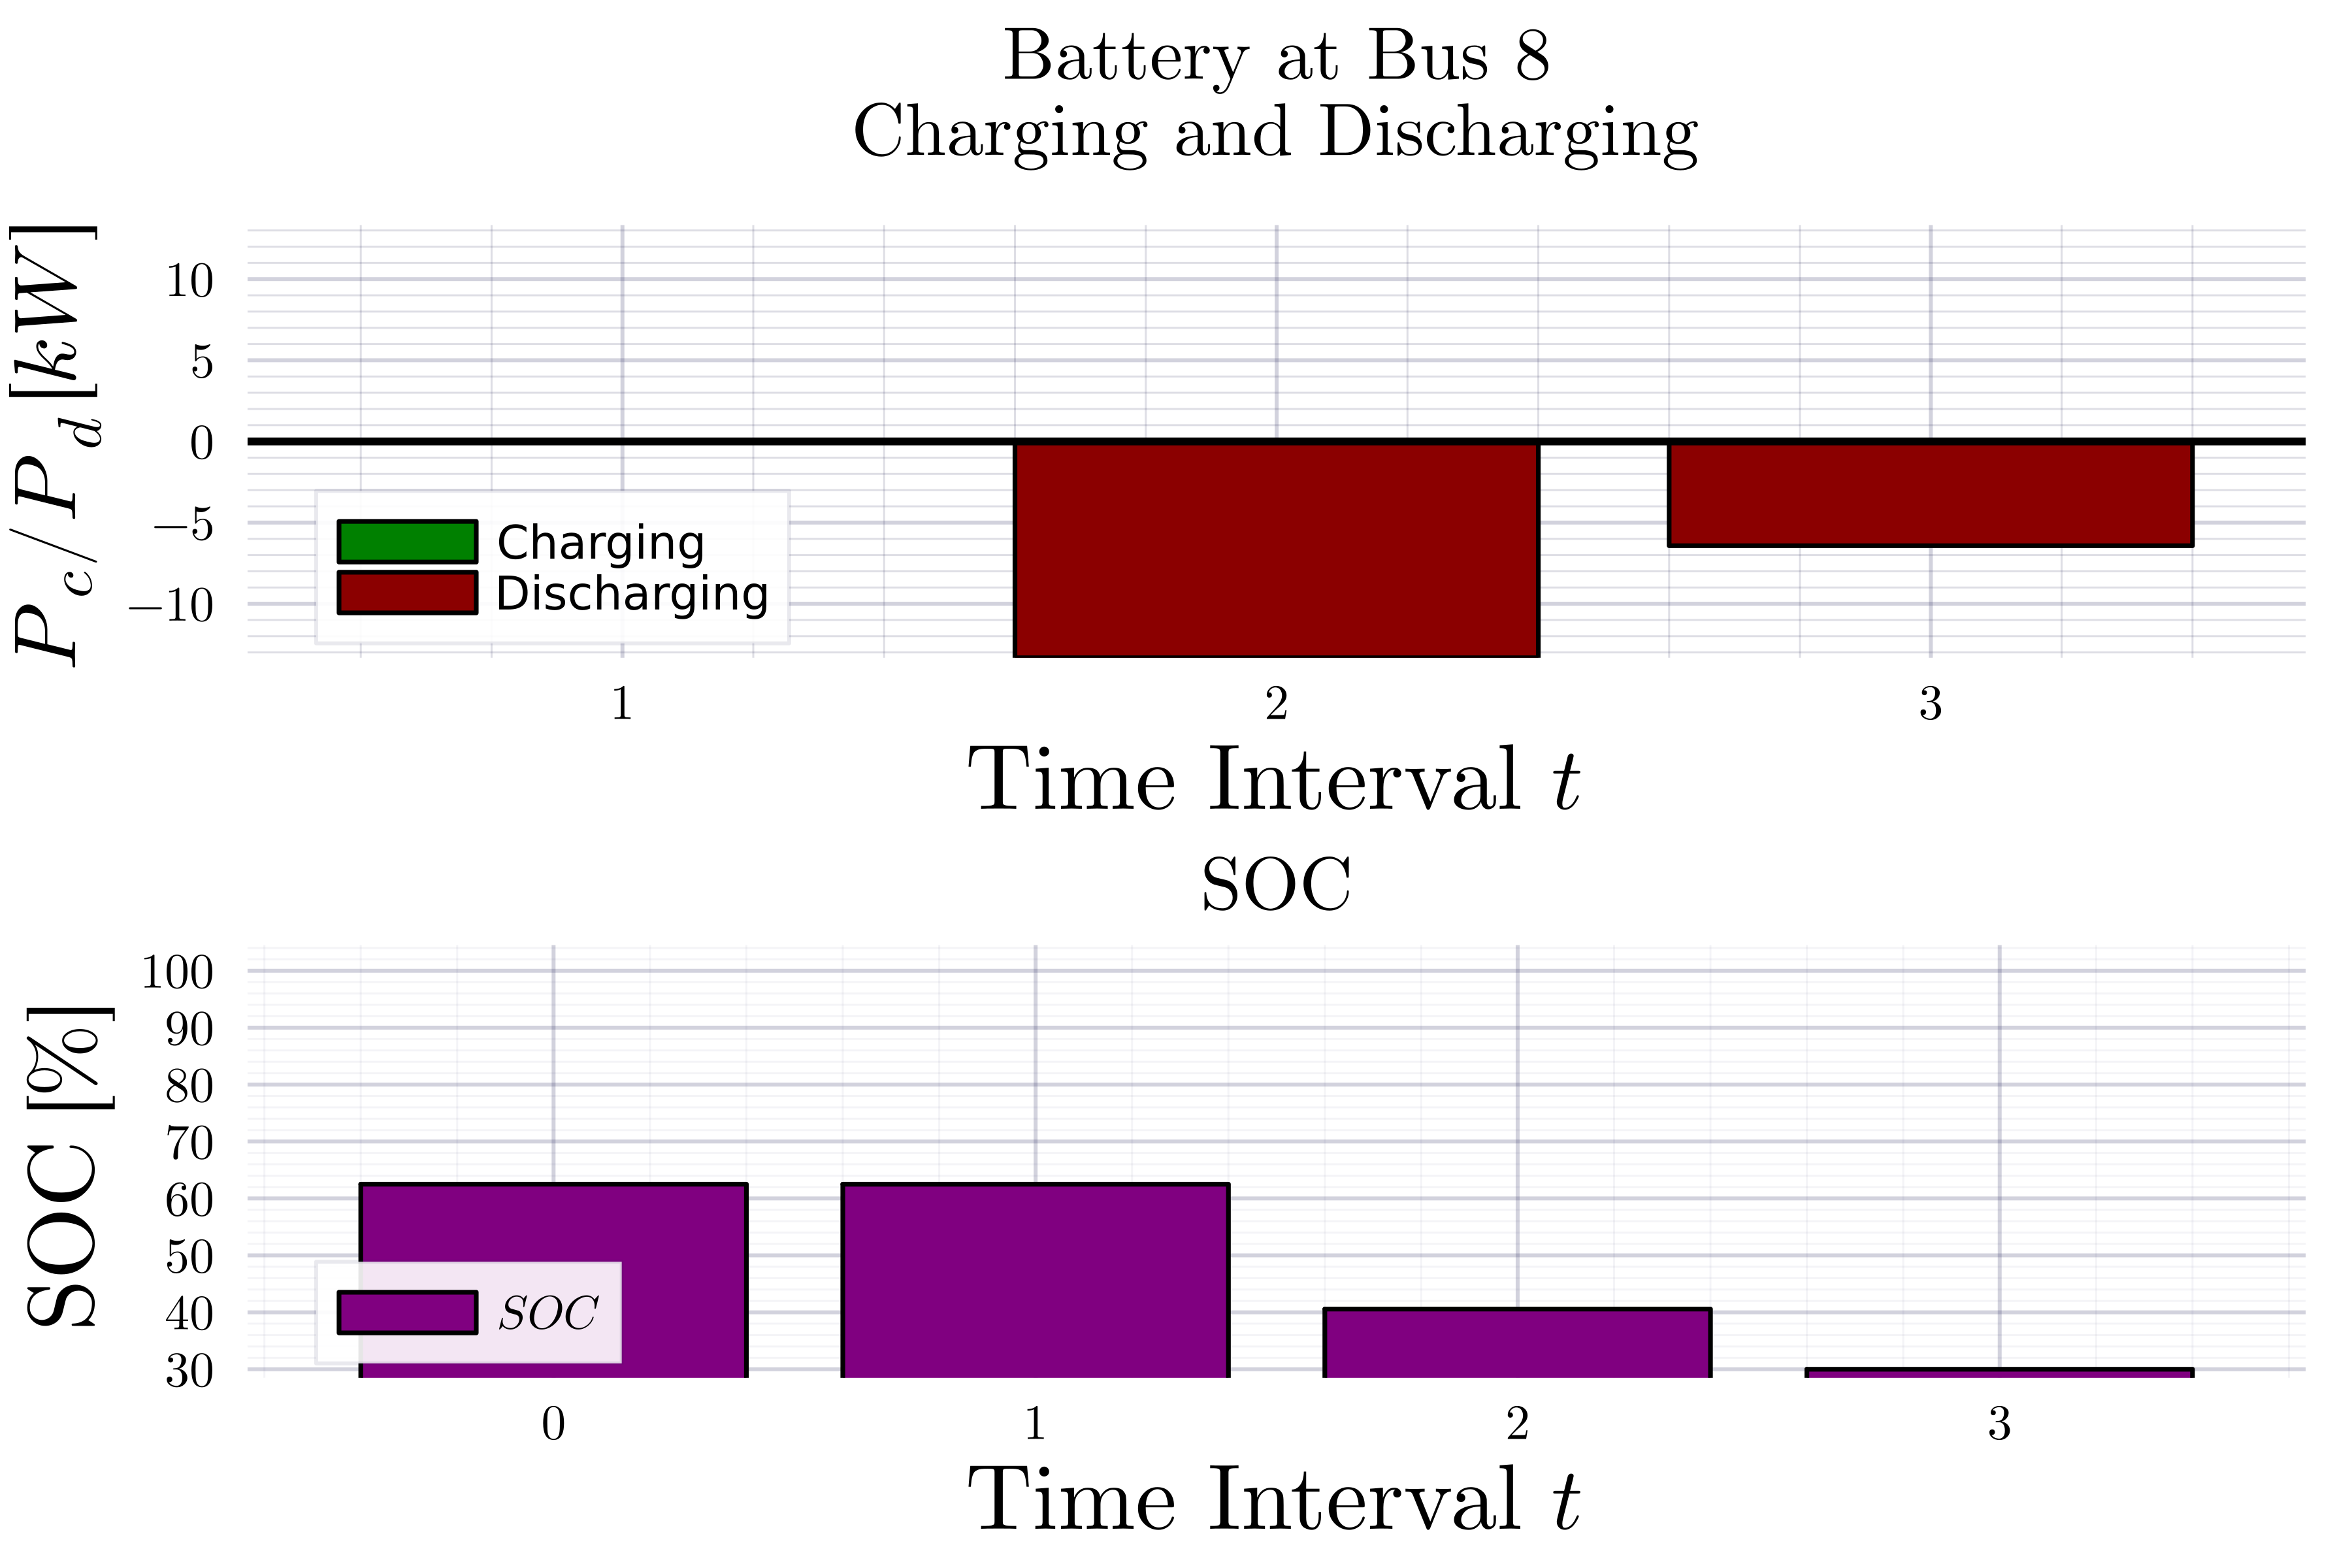 Battery at Bus 8
Charging and Discharging
P_c/P_d [kW]
10
5
0
−5
−10
Charging
Discharging
1 2 3
Time Interval t
SOC
SOC [%]
100
90
80
70
60
50
40
30
SOC
0 1 2 3
Time Interval t